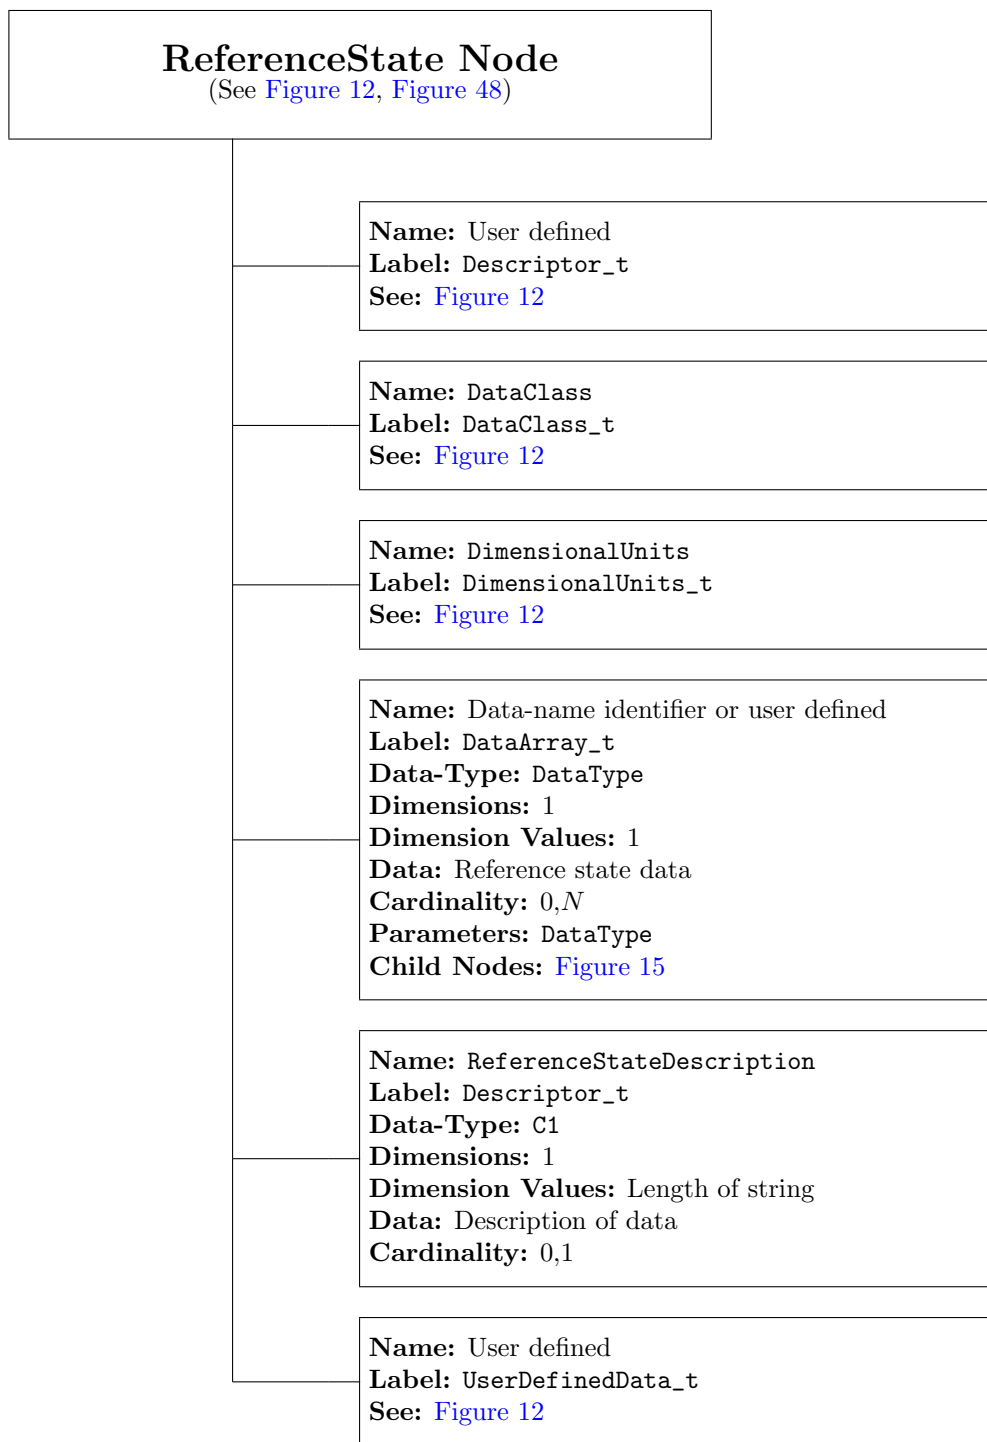 ReferenceState Node
(See Figure 12, Figure 48)
Name: User defined
Label: Descriptor_t
See: Figure 12
Name: DataClass
Label: DataClass_t
See: Figure 12
Name: DimensionalUnits
Label: DimensionalUnits_t
See: Figure 12
Name: Data-name identifier or user defined
Label: DataArray_t
Data-Type: DataType
Dimensions: 1
Dimension Values: 1
Data: Reference state data
Cardinality: 0,N
Parameters: DataType
Child Nodes: Figure 15
Name: ReferenceStateDescription
Label: Descriptor_t
Data-Type: C1
Dimensions: 1
Dimension Values: Length of string
Data: Description of data
Cardinality: 0,1
Name: User defined
Label: UserDefinedData_t
See: Figure 12